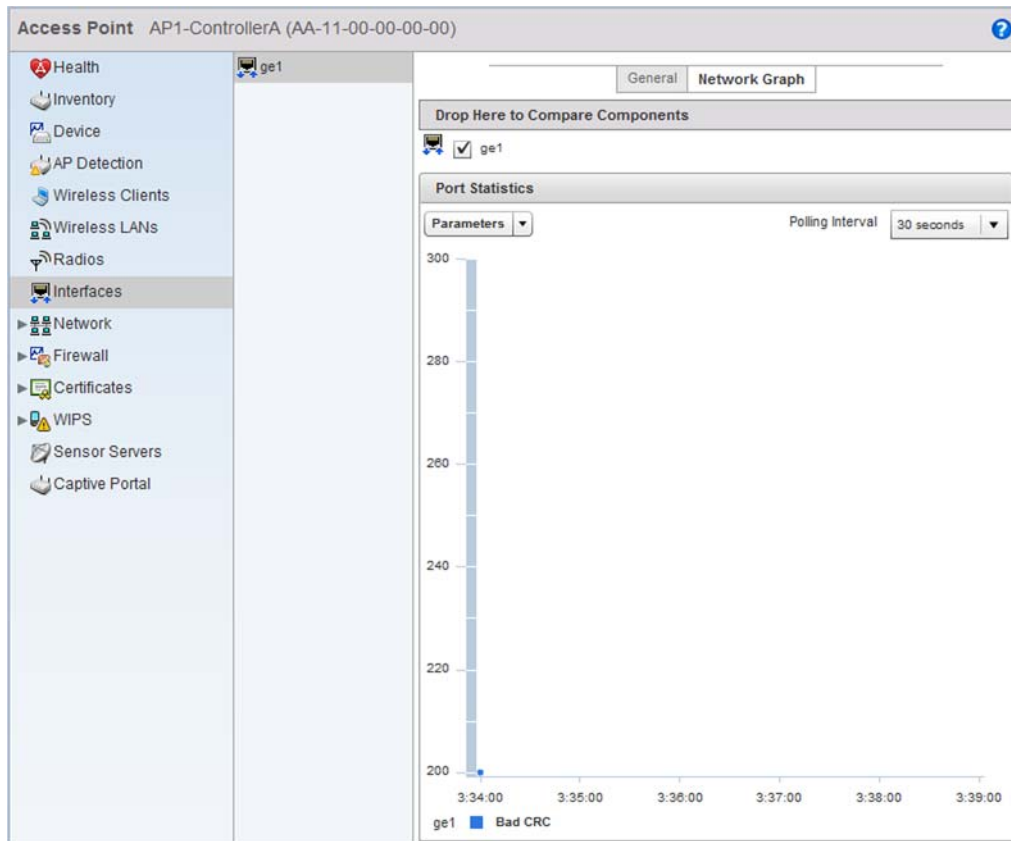 Access Point AP1-ControllerA (AA-11-00-00-00-00)
?
Health
Inventory
Device
AP Detection
Wireless Clients
Wireless LANs
Radios
Interfaces
Network
Firewall
Certificates
WIPS
Sensor Servers
Captive Portal
ge1
General Network Graph
Drop Here to Compare Components
ge1
Port Statistics
Parameters Polling Interval 30 seconds
300
280
260
240
220
200
3:34:00 3:35:00 3:36:00 3:37:00 3:38:00 3:39:00
ge1 Bad CRC